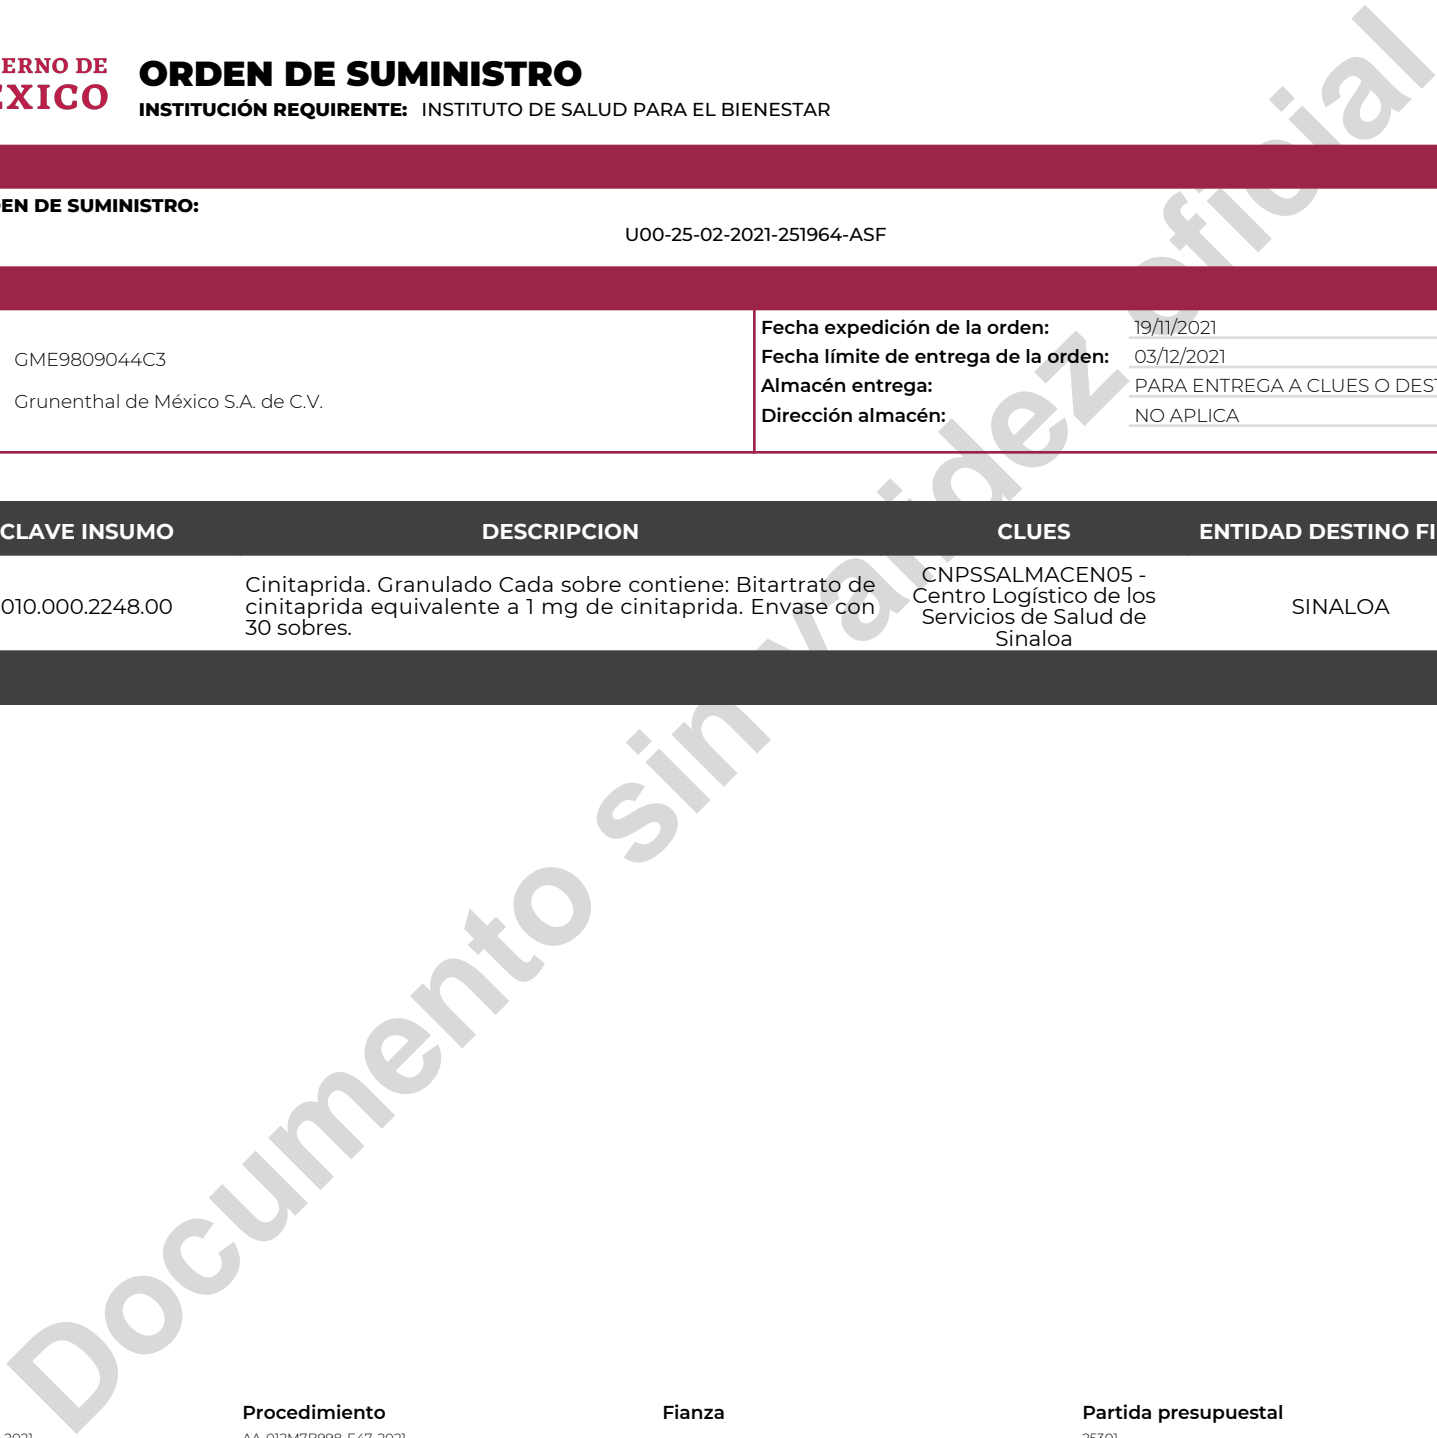 ERNO DE
ORDEN DE SUMINISTRO
INSTITUCIÓN REQUIRENTE: INSTITUTO DE SALUD PARA EL BIENESTAR
EN DE SUMINISTRO:
U00-25-02-2021-251964-ASF
GME9809044C3
Grunenthal de México S.A. de C.V.
Fecha expedición de la orden: 19/11/2021
Fecha límite de entrega de la orden: 03/12/2021
Almacén entrega: PARA ENTREGA A CLUES O DEST
Dirección almacén: NO APLICA
CLAVE INSUMO DESCRIPCION CLUES ENTIDAD DESTINO FI
010.000.2248.00
Cinitaprida. Granulado Cada sobre contiene: Bitartrato de
cinitaprida equivalente a 1 mg de cinitaprida. Envase con
30 sobres.
CNPSSALMACEN05 -
Centro Logístico de los
Servicios de Salud de
Sinaloa
SINALOA
Documento sin validez oficial
Procedimiento Fianza Partida presupuestal